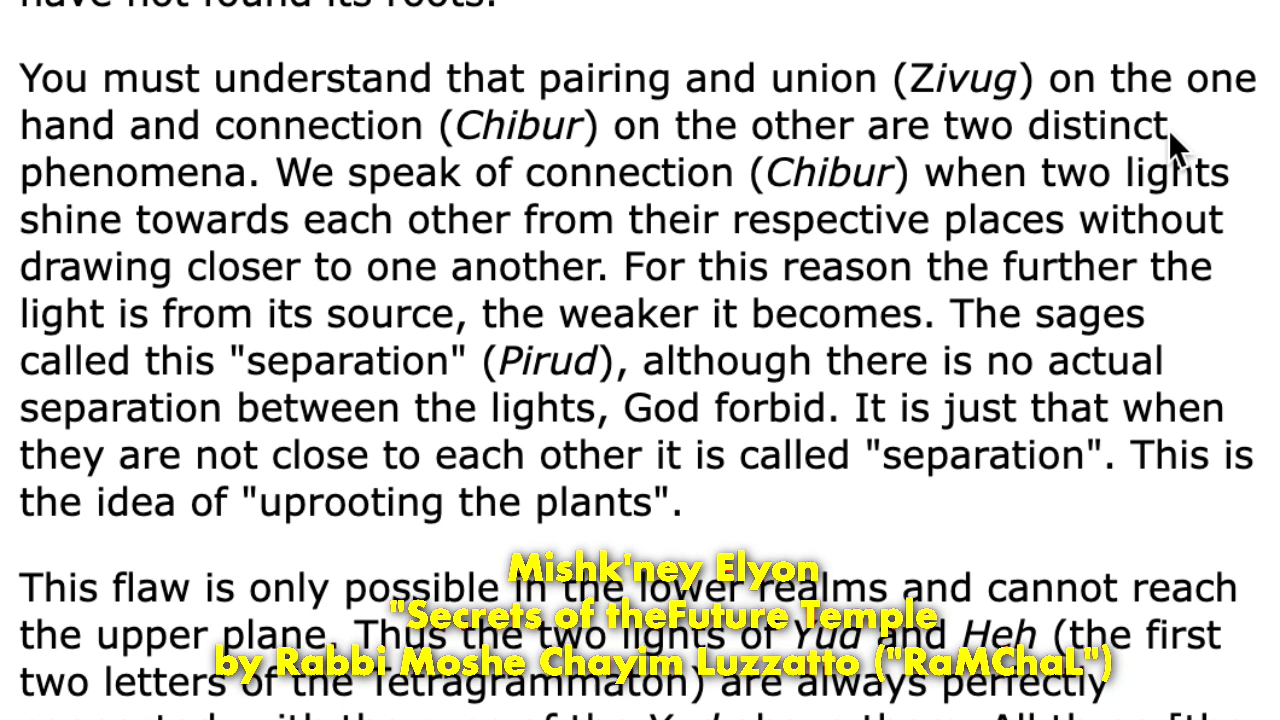 have not found its roots.
You must understand that pairing and union (Zivug) on the one
hand and connection (Chibur) on the other are two distinct
phenomena. We speak of connection (Chibur) when two lights
shine towards each other from their respective places without
drawing closer to one another. For this reason the further the
light is from its source, the weaker it becomes. The sages
called this "separation" (Pirud), although there is no actual
separation between the lights, God forbid. It is just that when
they are not close to each other it is called "separation". This is
the idea of "uprooting the plants".
This flaw is only possible in the lower realms and cannot reach
the upper plane. Thus the two lights of Yud and Heh (the first
two letters of the Tetragrammaton) are always perfectly
Mishk'ney Elyon
"Secrets of theFuture Temple
by Rabbi Moshe Chayim Luzzatto ("RaMChaL")